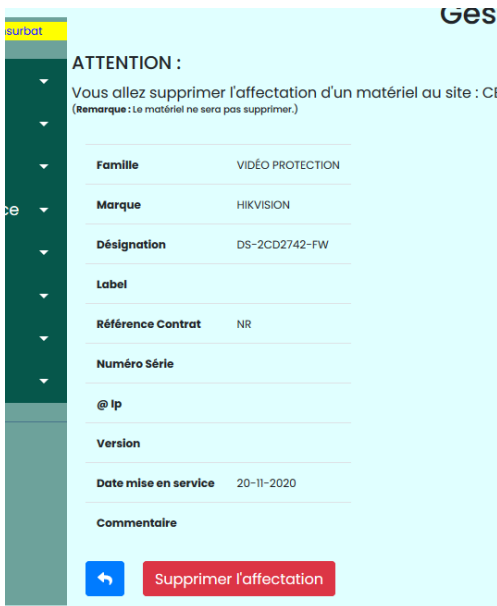 Ges
surbat
ATTENTION :
Vous allez supprimer l'affectation d'un matériel au site : CE
(Remarque : Le matériel ne sera pas supprimer.)
Famille VIDÉO PROTECTION
Marque HIKVISION
ce
Désignation DS-2CD2742-FW
Label
Référence Contrat NR
Numéro Série
@ Ip
Version
Date mise en service 20-11-2020
Commentaire
Supprimer l'affectation